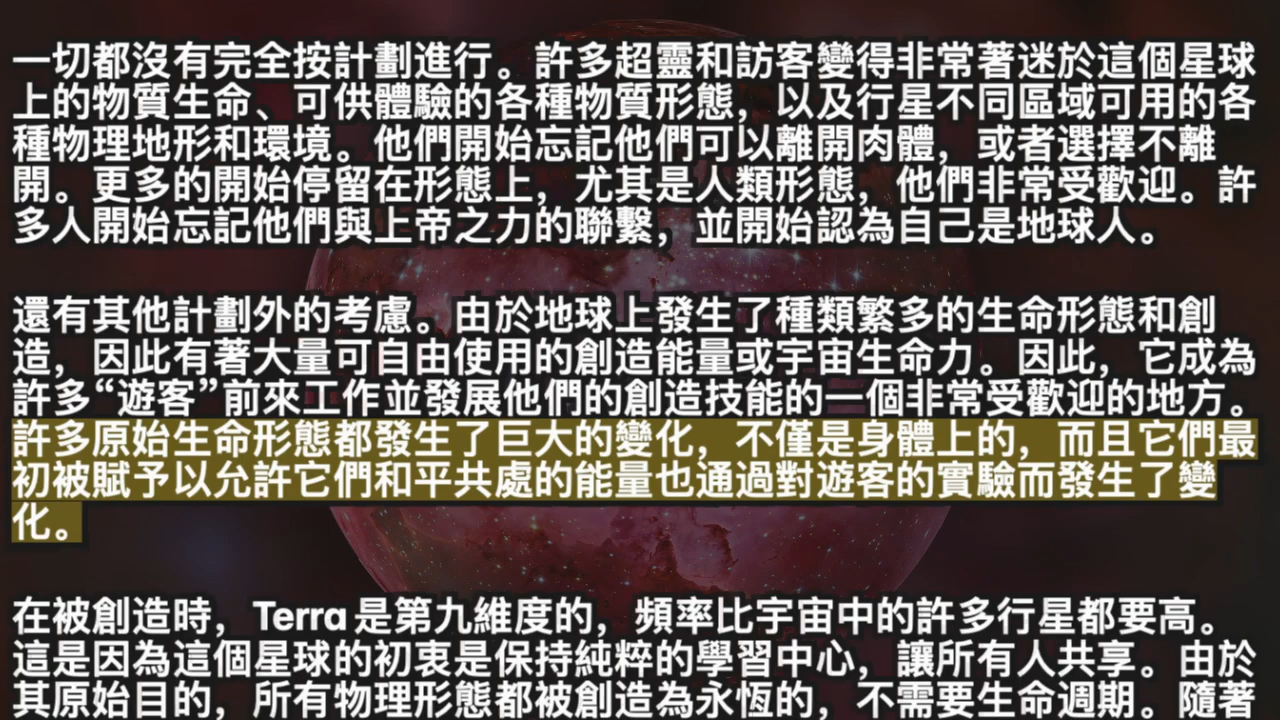 一切都沒有完全按計劃進行。許多超靈和訪客變得非常著迷於這個星球
上的物質生命、可供體驗的各種物質形態，以及行星不同區域可用的各
種物理地形和環境。他們開始忘記他們可以離開肉體，或者選擇不離
開。更多的開始停留在形態上，尤其是人類形態，他們非常受歡迎。許
多人開始忘記他們與上帝之力的聯繫，並開始認為自己是地球人。
還有其他計劃外的考慮。由於地球上發生了種類繁多的生命形態和創
造，因此有著大量可自由使用的創造能量或宇宙生命力。因此，它成為
許多“遊客”前來工作並發展他們的創造技能的一個非常受歡迎的地方。
許多原始生命形態都發生了巨大的變化，不僅是身體上的，而且它們最
初被賦予以允許它們和平共處的能量也通過對遊客的實驗而發生了變
化。
在被創造時，Terra 是第九維度的，頻率比宇宙中的許多行星都要高。
這是因為這個星球的初衷是保持純粹的學習中心，讓所有人共享。由於
其原始目的，所有物理形態都被創造為永恆的，不需要生命週期。隨著